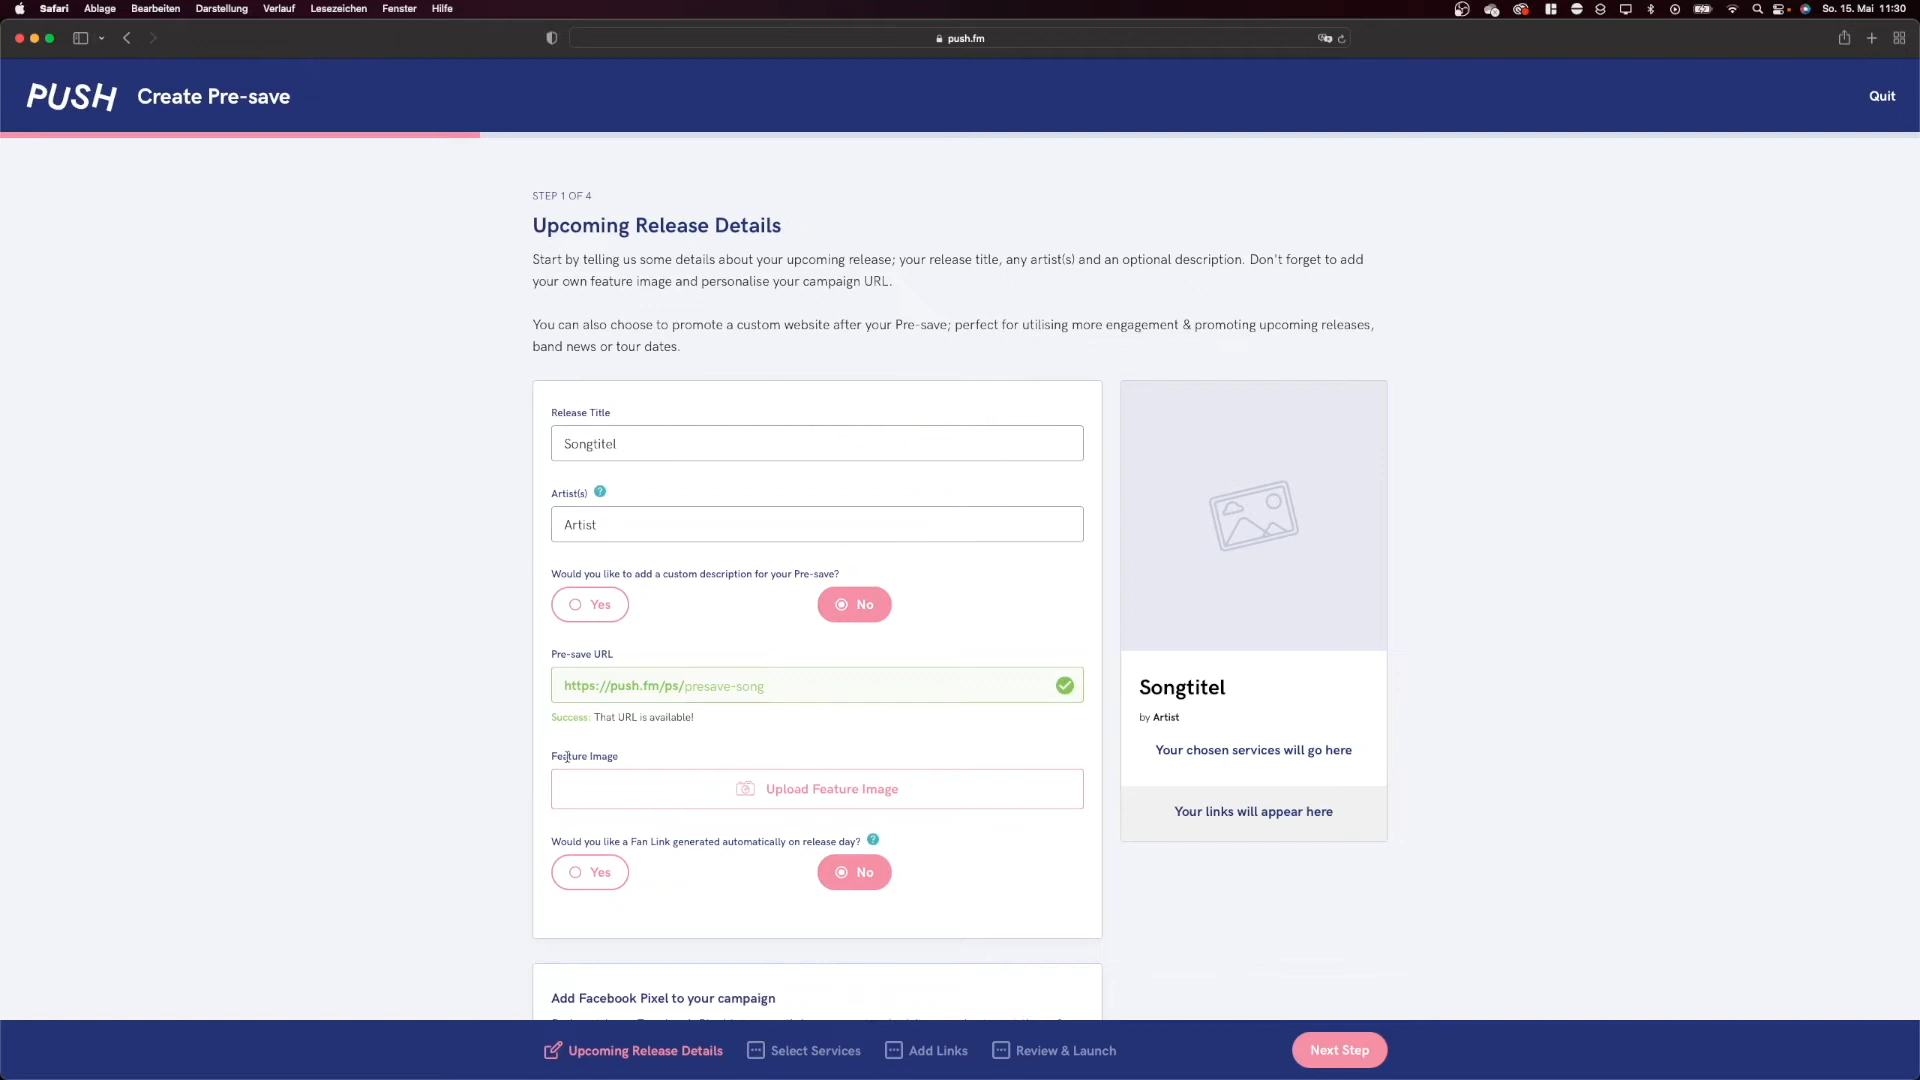 Safari Ablage Bearbeiten Darstellung Verlauf Lesezeichen Fenster Hilfe
So. 15. Mai 11:30
push.fm
PUSH Create Pre-save
Quit
STEP 1 OF 4
Upcoming Release Details
Start by telling us some details about your upcoming release; your release title, any artist(s) and an optional description. Don't forget to add
your own feature image and personalise your campaign URL.
You can also choose to promote a custom website after your Pre-save; perfect for utilising more engagement & promoting upcoming releases,
band news or tour dates.
Release Title
Songtitel
Artist(s) ?
Artist
Would you like to add a custom description for your Pre-save?
Yes No
Pre-save URL
https://push.fm/ps/presave-song
Success: That URL is available!
Feature Image
Upload Feature Image
Would you like a Fan Link generated automatically on release day? ?
Yes No
Songtitel
by Artist
Your chosen services will go here
Your links will appear here
Add Facebook Pixel to your campaign
Upcoming Release Details Select Services Add Links Review & Launch
Next Step